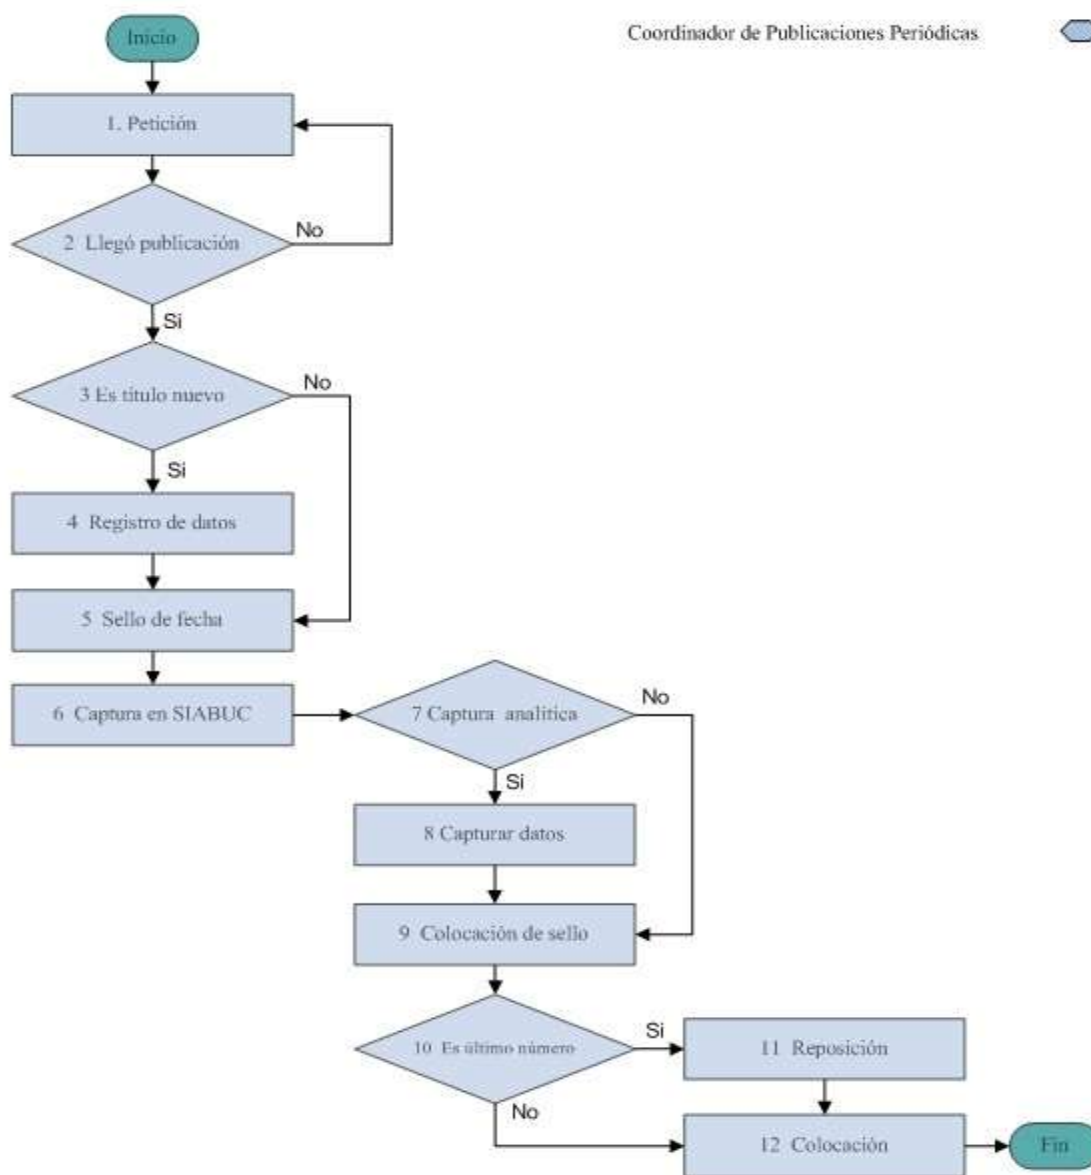 Inicio
Coordinador de Publicaciones Periódicas
1. Petición
2 Llegó publicación
No
Si
3 Es título nuevo
No
Si
4 Registro de datos
5 Sello de fecha
6 Captura en SIABUC
7 Captura analítica
No
Si
8 Capturar datos
9 Colocación de sello
10 Es último número
Si
11 Reposición
No
12 Colocación
Fin